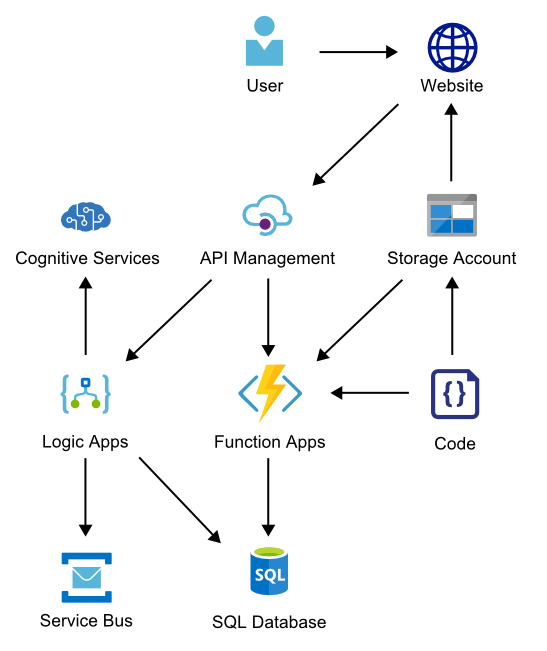 User
Website
Cognitive Services
API Management
Storage Account
Logic Apps
Function Apps
{}
Code
SQL
Service Bus
SQL Database